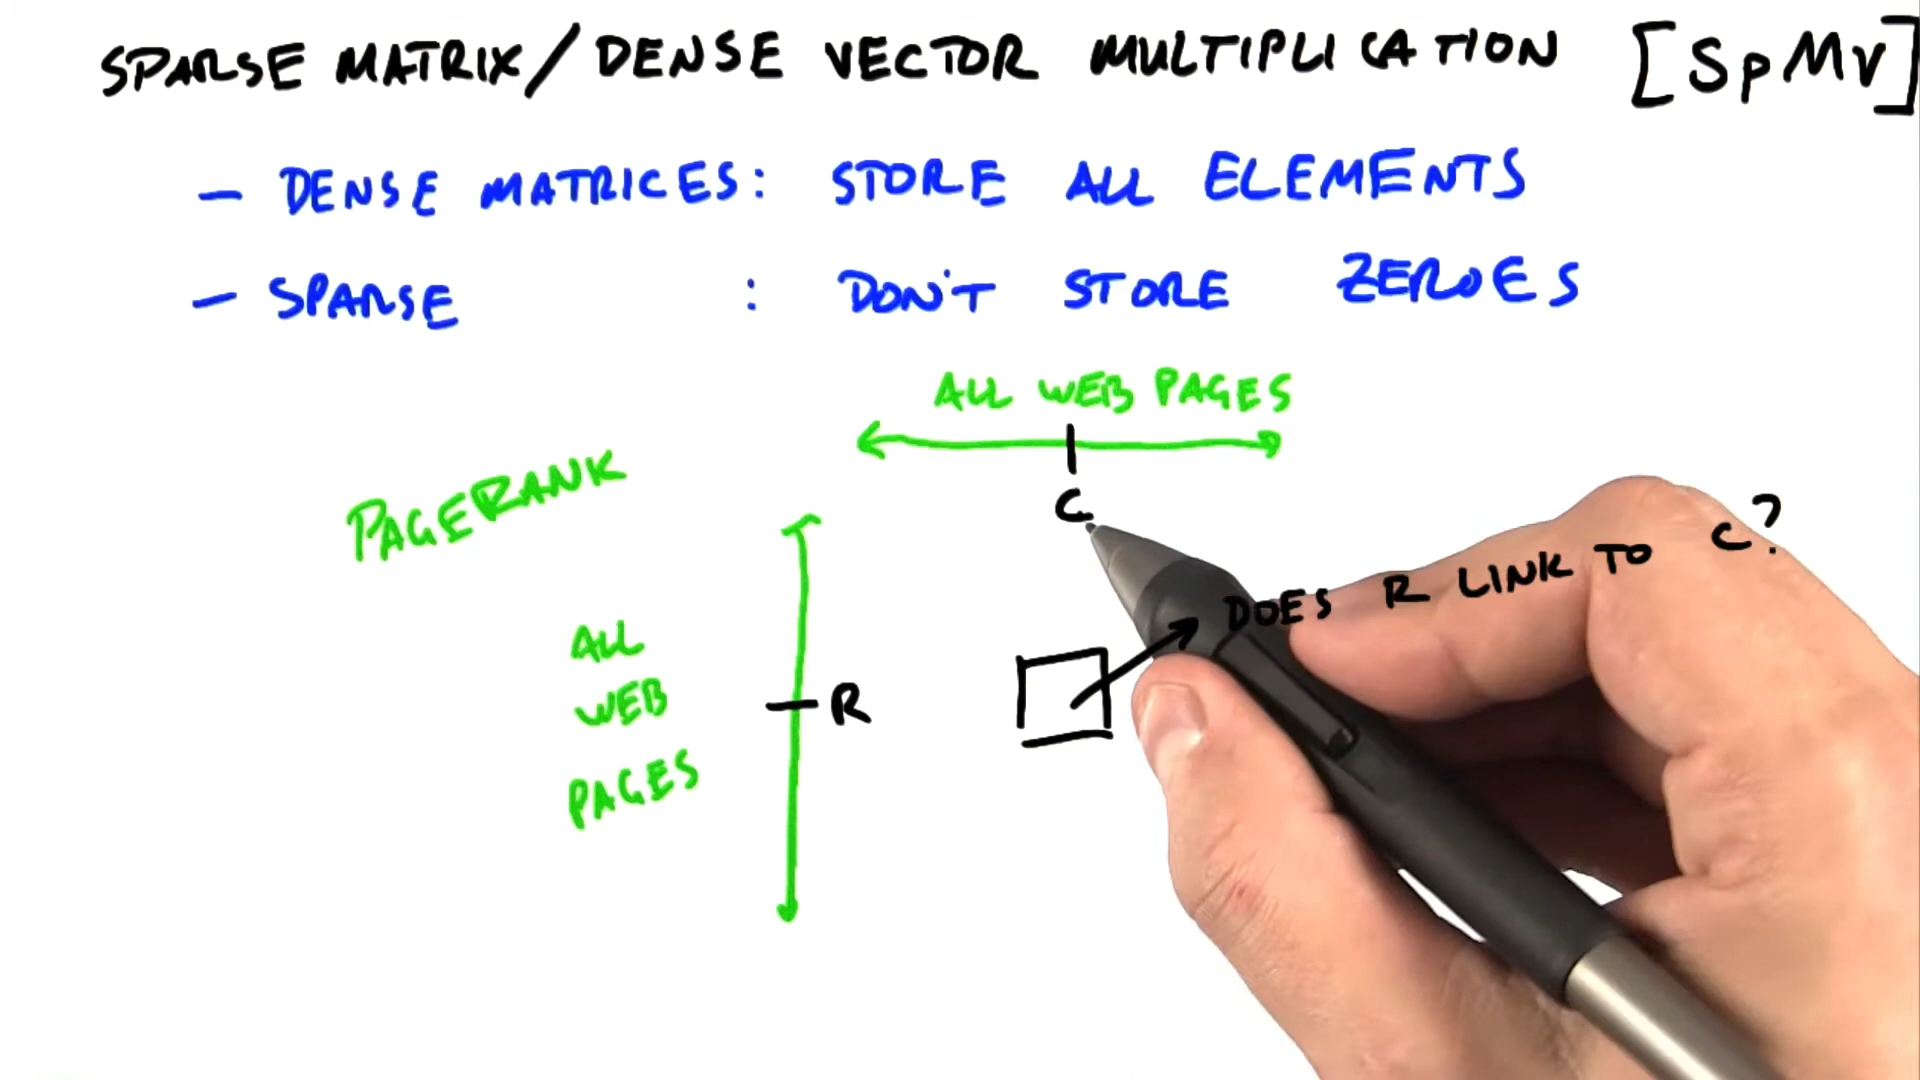 SPARSE MATRIX/DENSE VECTOR MULTIPLICATION [SpMV]
- DENSE MATRICES: STORE ALL ELEMENTS
- SPARSE : DON'T STORE ZEROES
ALL WEB PAGES
PAGERANK
C
DOES R LINK TO C?
ALL
WEB
PAGES
R